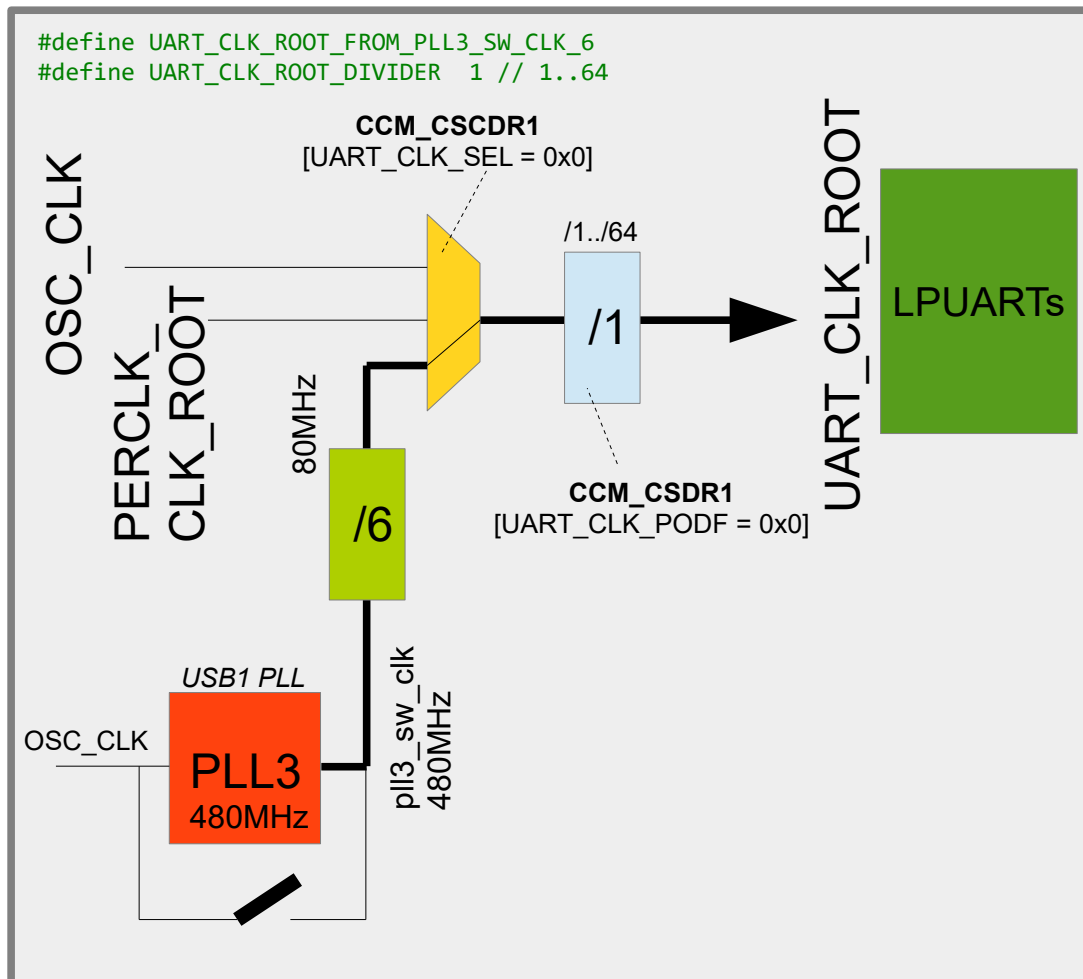 #define UART_CLK_ROOT_FROM_PLL3_SW_CLK_6
#define UART_CLK_ROOT_DIVIDER  1 // 1..64
CCM_CSCDR1
[UART_CLK_SEL = 0x0]
OSC_CLK
PERCLK_
CLK_ROOT
/1../64
/1
UART_CLK_ROOT
LPUARTs
80MHz
/6
CCM_CSDR1
[UART_CLK_PODF = 0x0]
pll3_sw_clk
480MHz
USB1 PLL
OSC_CLK
PLL3
480MHz